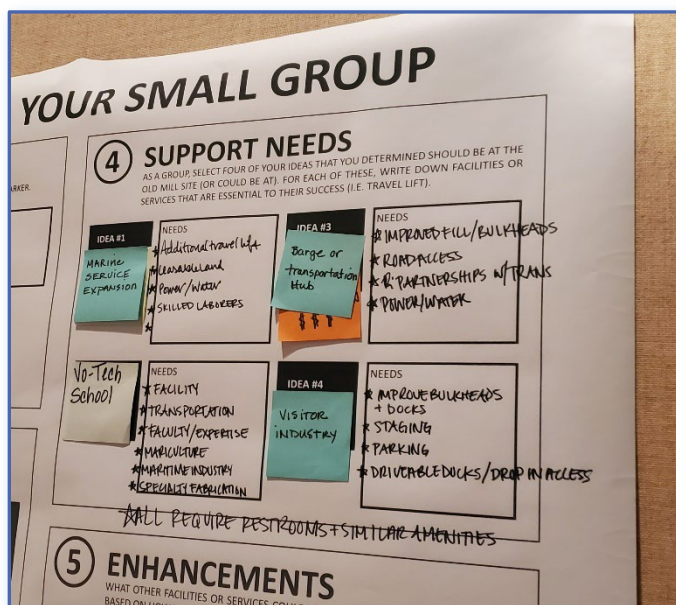 YOUR SMALL GROUP
ARKER.
4 SUPPORT NEEDS
AS A GROUP, SELECT FOUR OF YOUR IDEAS THAT YOU DETERMINED SHOULD BE AT THE
OLD MILL SITE (OR COULD BE AT). FOR EACH OF THESE, WRITE DOWN FACILITIES OR
SERVICES THAT ARE ESSENTIAL TO THEIR SUCCESS (I.E. TRAVEL LIFT).
IDEA #1
MARINE
SERVICE
EXPANSION
NEEDS
* Additional travel lift
* Leasable land
* Power/Water
* SKILLED LABORERS
*
IDEA #3
Barge or
transportation
Hub
NEEDS
* IMPROVED FILL/BULKHEADS
* ROAD ACCESS
* PARTNERSHIPS W/TRANS
* POWER/WATER
Vo-Tech
School
NEEDS
* FACILITY
* TRANSPORTATION
* FACULTY/EXPERTISE
* MARICULTURE
* MARITIME INDUSTRY
* SPECIALTY FABRICATION
IDEA #4
VISITOR
INDUSTRY
NEEDS
* IMPROVE BULKHEADS
+ DOCKS
* STAGING
* PARKING
* DRIVEABLE DOCKS/DROP IN ACCESS
* ALL REQUIRE RESTROOMS + SIMILAR AMENITIES
5 ENHANCEMENTS
WHAT OTHER FACILITIES OR SERVICES
BASED ON